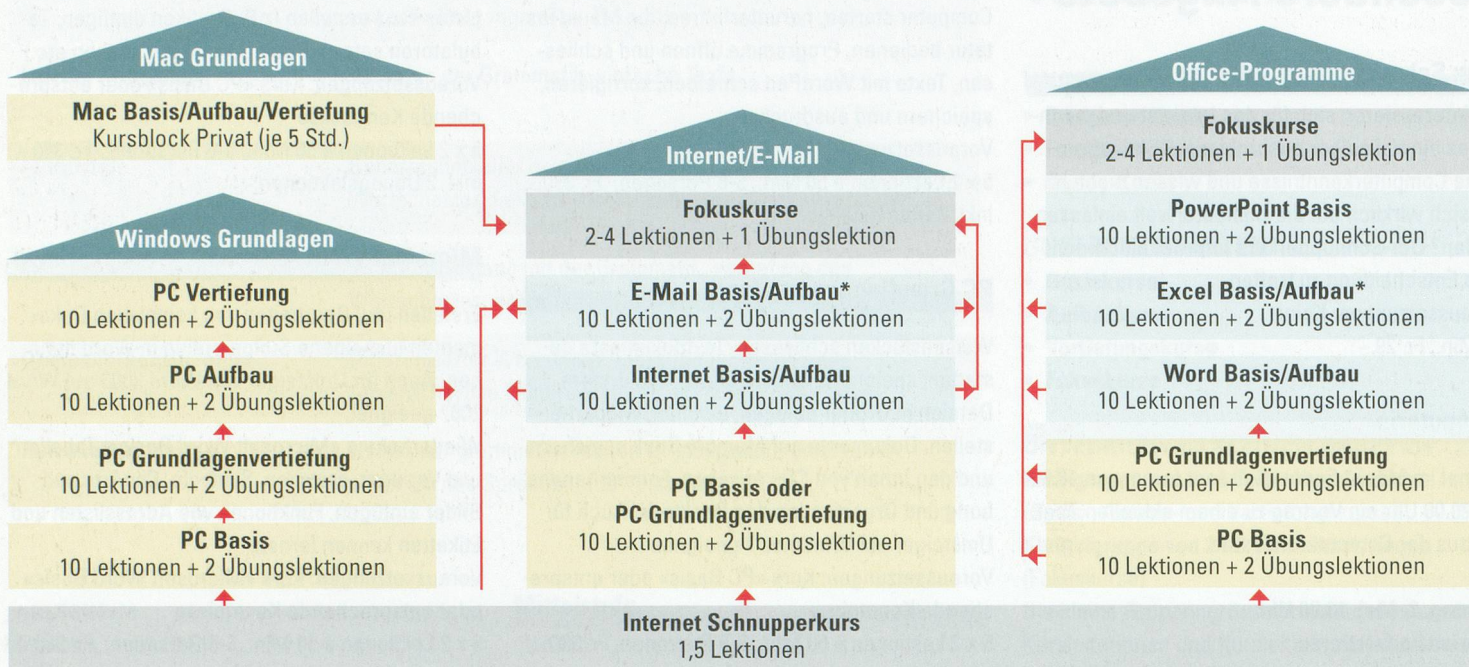 Mac Grundlagen
Mac Basis/Aufbau/Vertiefung
Kursblock Privat (je 5 Std.)
Windows Grundlagen
PC Vertiefung
10 Lektionen + 2 Übungslektionen
PC Aufbau
10 Lektionen + 2 Übungslektionen
PC Grundlagenvertiefung
10 Lektionen + 2 Übungslektionen
PC Basis
10 Lektionen + 2 Übungslektionen
Internet/E-Mail
Fokuskurse
2-4 Lektionen + 1 Übungslektion
E-Mail Basis/Aufbau*
10 Lektionen + 2 Übungslektionen
Internet Basis/Aufbau
10 Lektionen + 2 Übungslektionen
PC Basis oder
PC Grundlagenvertiefung
10 Lektionen + 2 Übungslektionen
Internet Schnupperkurs
1,5 Lektionen
Office-Programme
Fokuskurse
2-4 Lektionen + 1 Übungslektion
PowerPoint Basis
10 Lektionen + 2 Übungslektionen
Excel Basis/Aufbau*
10 Lektionen + 2 Übungslektionen
Word Basis/Aufbau
10 Lektionen + 2 Übungslektionen
PC Grundlagenvertiefung
10 Lektionen + 2 Übungslektionen
PC Basis
10 Lektionen + 2 Übungslektionen